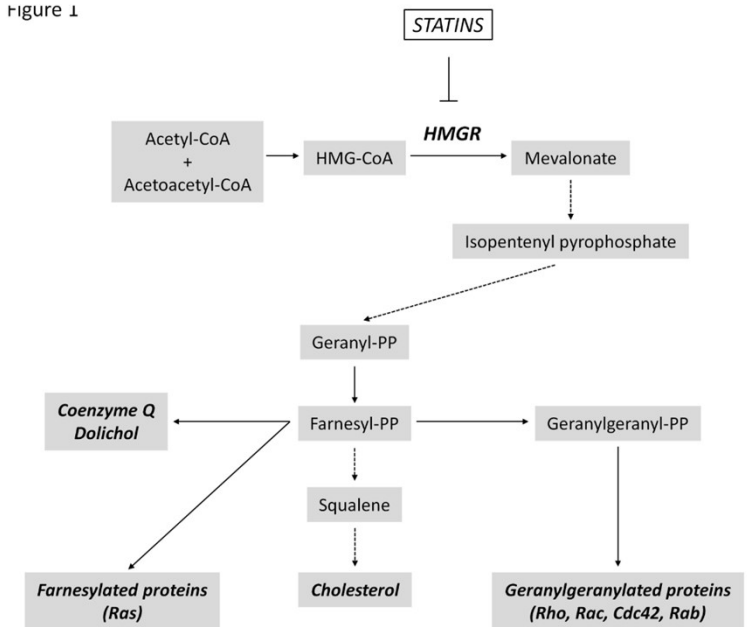 Figure 1
STATINS
HMGR
Acetyl-CoA
+
Acetoacetyl-CoA
HMG-CoA
Mevalonate
Isopentenyl pyrophosphate
Geranyl-PP
Coenzyme Q
Dolichol
Farnesyl-PP
Geranylgeranyl-PP
Squalene
Farnesylated proteins
(Ras)
Cholesterol
Geranylgeranylated proteins
(Rho, Rac, Cdc42, Rab)